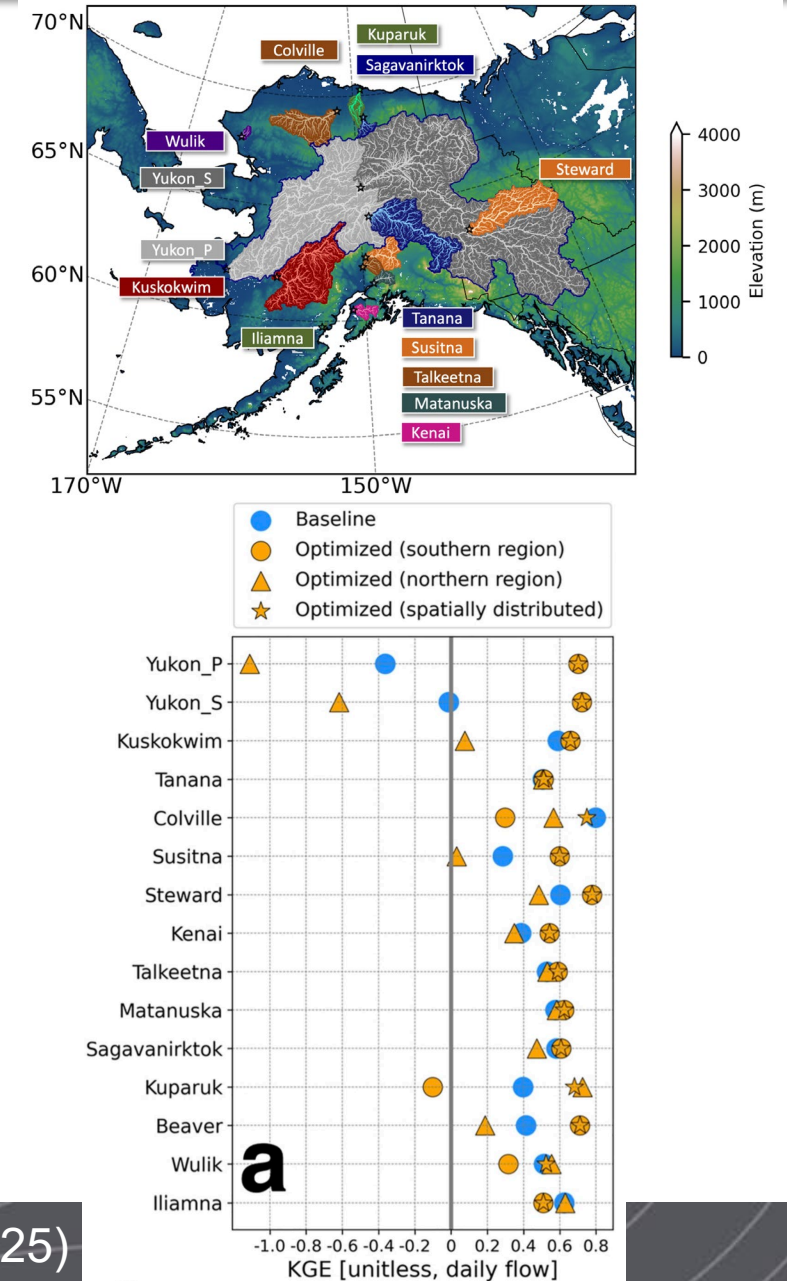 70°N
65°N
60°N
55°N
170°W
150°W
Colville
Kuparuk
Sagavanirktok
Wulik
Yukon_S
Steward
Yukon_P
Kuskokwim
Iliamna
Tanana
Susitna
Talkeetna
Matanuska
Kenai
4000
3000
2000
1000
0
Elevation (m)
Baseline
Optimized (southern region)
Optimized (northern region)
Optimized (spatially distributed)
Yukon_P
Yukon_S
Kuskokwim
Tanana
Colville
Susitna
Steward
Kenai
Talkeetna
Matanuska
Sagavanirktok
Kuparuk
Beaver
Wulik
Iliamna
a
-1.0 -0.8 -0.6 -0.4 -0.2 0 0.2 0.4 0.6 0.8
KGE [unitless, daily flow]
25)